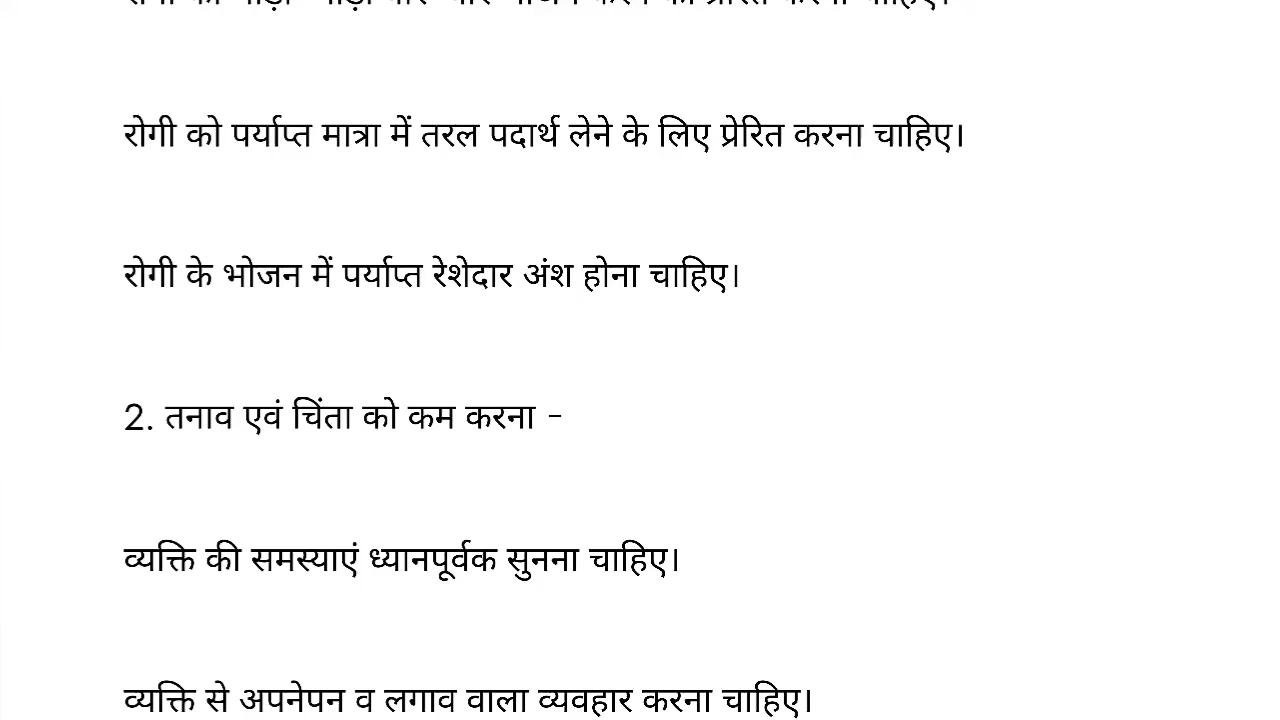 रोगी को पर्याप्त मात्रा में तरल पदार्थ लेने के लिए प्रेरित करना चाहिए।
रोगी के भोजन में पर्याप्त रेशेदार अंश होना चाहिए।
2. तनाव एवं चिंता को कम करना -
व्यक्ति की समस्याएं ध्यानपूर्वक सुनना चाहिए।
व्यक्ति से अपनेपन व लगाव वाला व्यवहार करना चाहिए।